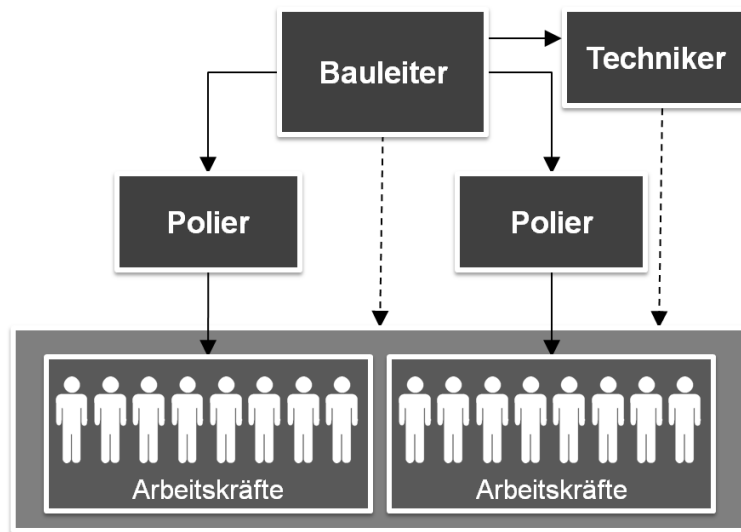 Bauleiter
Techniker
Polier
Polier
Arbeitskräfte
Arbeitskräfte